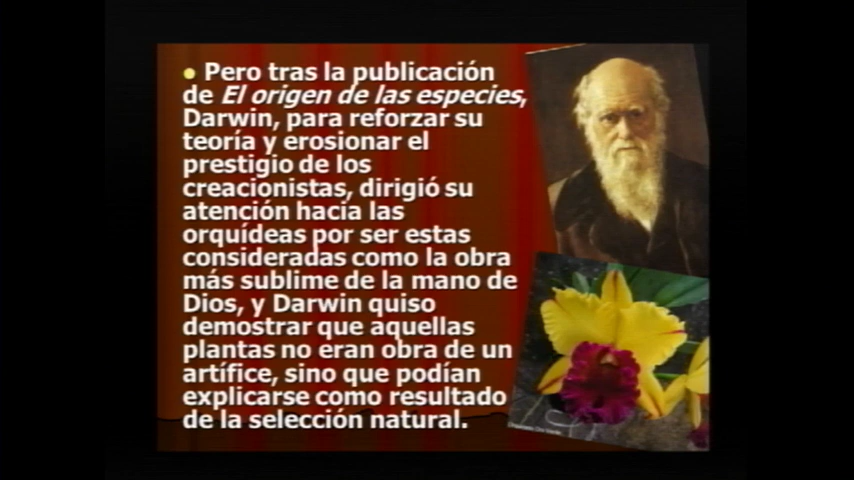 Pero tras la publicación
de El origen de las especies,
Darwin, para reforzar su
teoría y erosionar el
prestigio de los
creacionistas, dirigió su
atención hacia las
orquídeas por ser estas
consideradas como la obra
más sublime de la mano de
Dios, y Darwin quiso
demostrar que aquellas
plantas no eran obra de un
artífice, sino que podían
explicarse como resultado
de la selección natural.